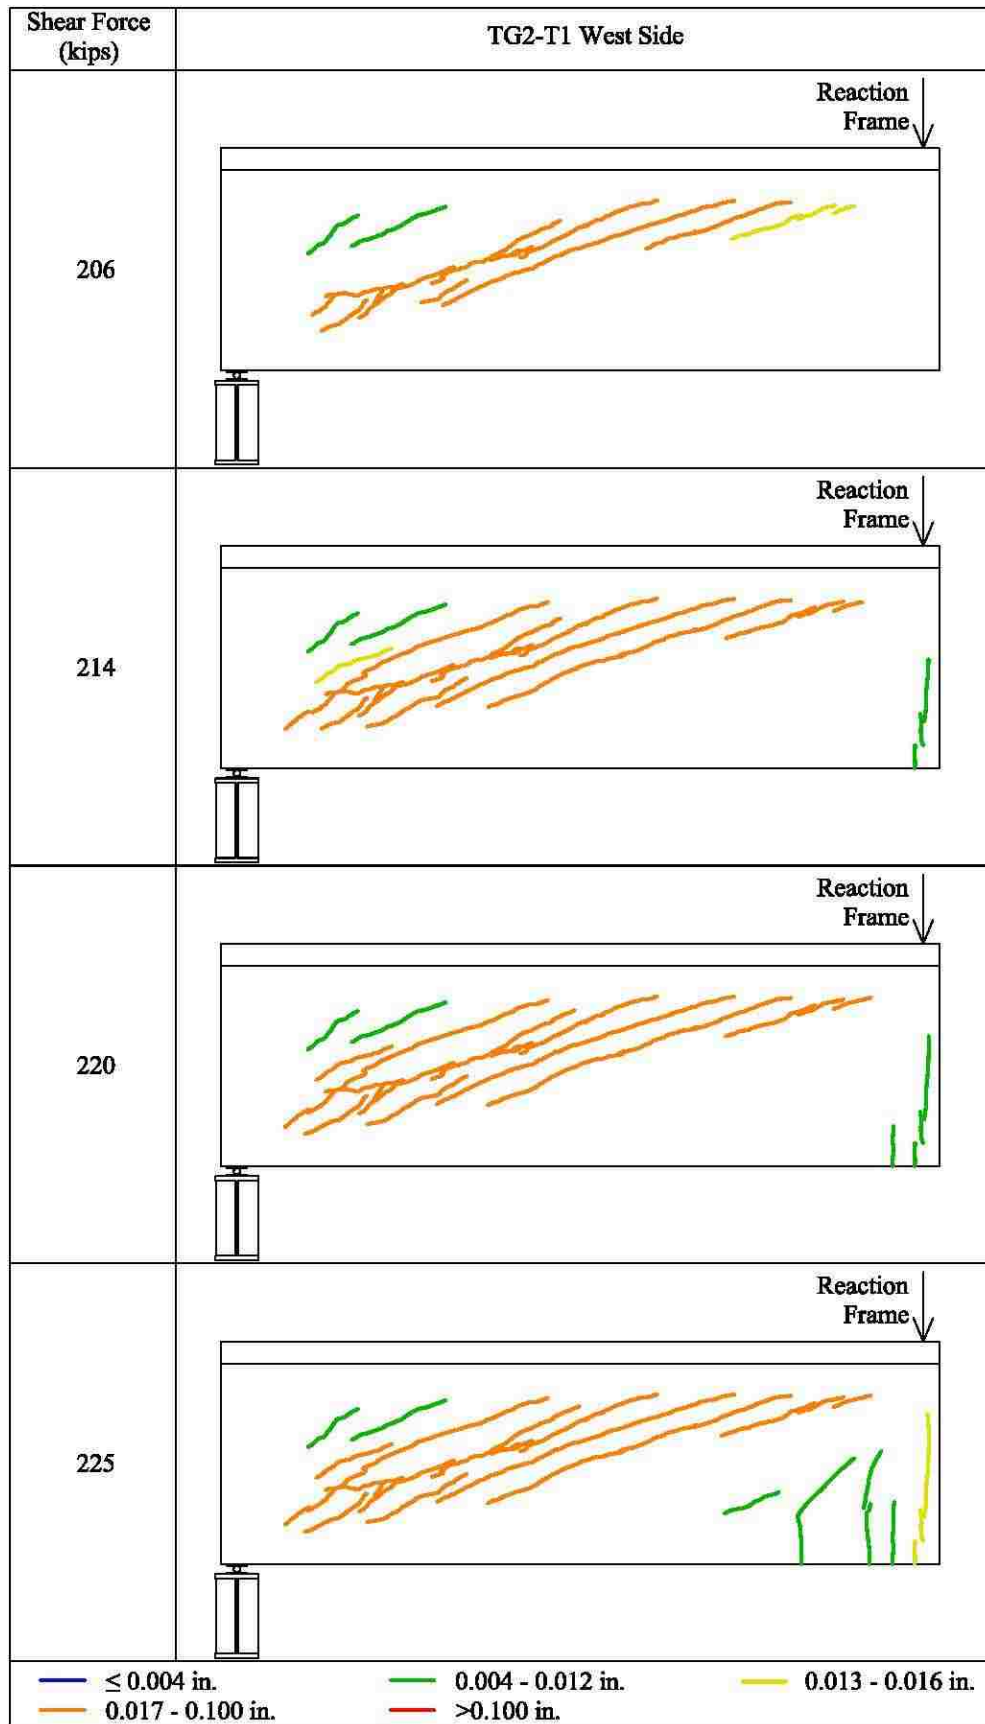 Shear Force
(kips)
TG2-T1 West Side
Reaction
Frame
206
Reaction
Frame
214
Reaction
Frame
220
Reaction
Frame
225
≤ 0.004 in.
0.004 - 0.012 in.
0.013 - 0.016 in.
0.017 - 0.100 in.
>0.100 in.